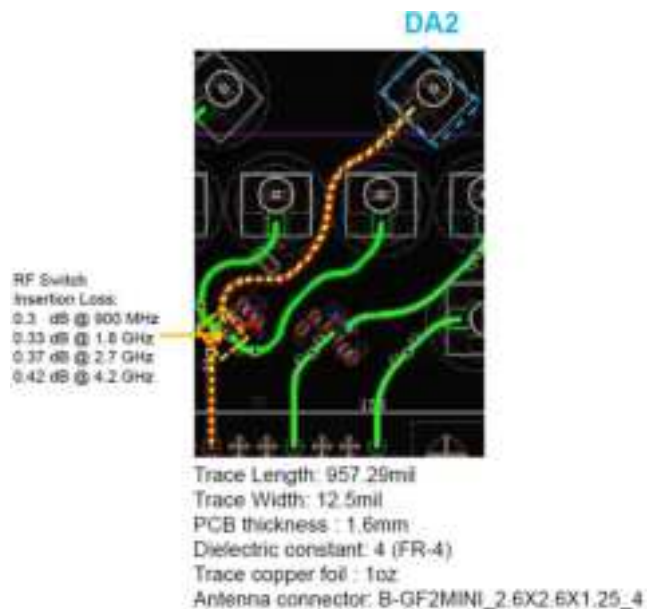 DA2
RF Switch
Insertion Loss:
0.3 dB @ 900 MHz
0.33 dB @ 1.8 GHz
0.37 dB @ 2.7 GHz
0.42 dB @ 4.2 GHz
Trace Length: 957.29mil
Trace Width: 12.5mil
PCB thickness : 1.6mm
Dielectric constant: 4 (FR-4)
Trace copper foil : 1oz
Antenna connector: B-GF2MINI_2.6X2.6X1.25_4